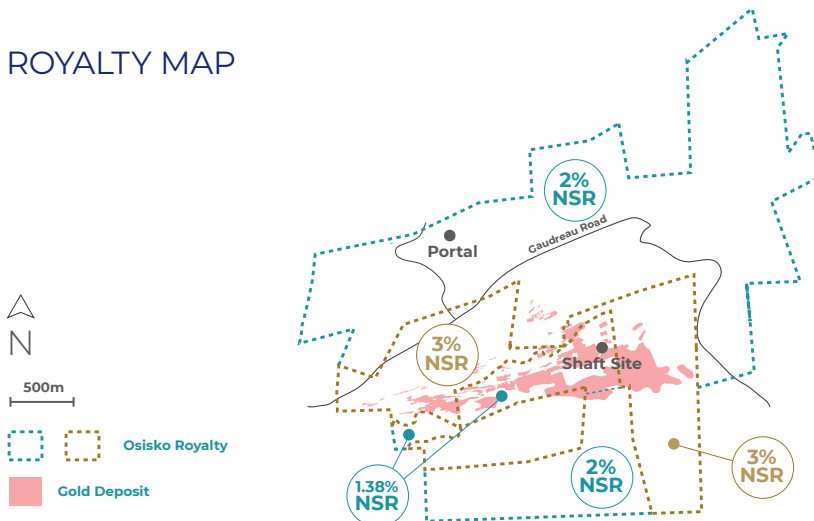 ROYALTY MAP
2%
NSR
Gaudreau Road
Portal
3%
NSR
Shaft Site
N
500m
Osisko Royalty
Gold Deposit
1.38%
NSR
2%
NSR
3%
NSR